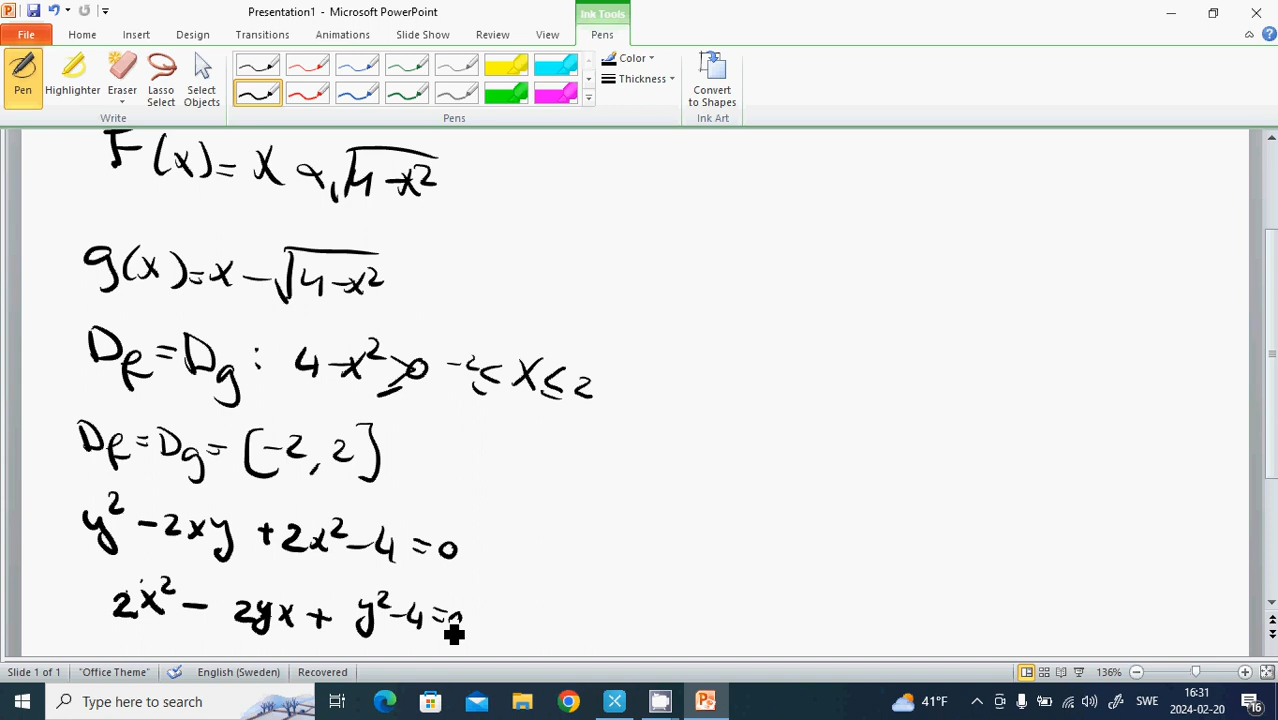 Presentation1 - Microsoft PowerPoint
Ink Tools
File Home Insert Design Transitions Animations Slide Show Review View Pens
Pen Highlighter Eraser Lasso Select Select Objects
Color
Thickness
Convert to Shapes
Write Pens Ink Art
F(x)= x + √4-x²
g(x)=x-√4-x²
Df=Dg: 4-x²≥0 -2≤ x≤2
Df=Dg=[-2,2]
y²-2xy+2x²-4=0
2x²-2yx+y²-4=0
Slide 1 of 1 "Office Theme" English (Sweden) Recovered 136%
Type here to search 41°F SWE 16:31
2024-02-20 16